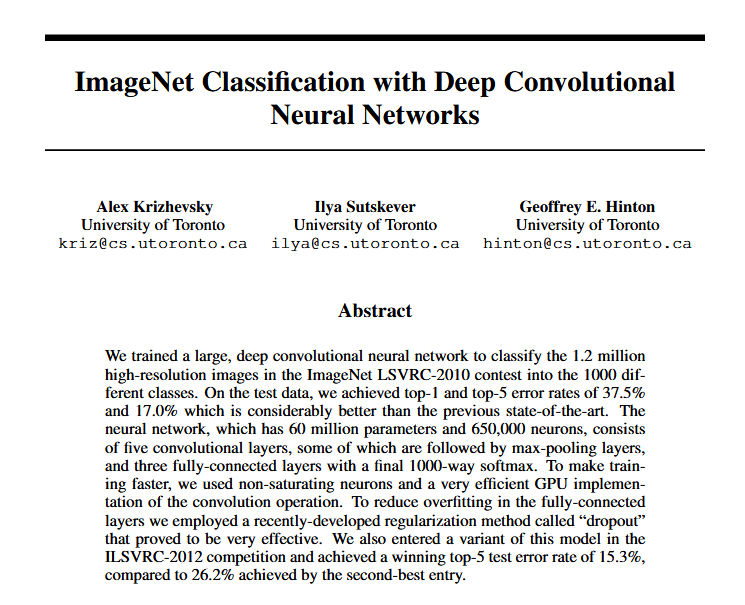 ImageNet Classification with Deep Convolutional
Neural Networks
Alex Krizhevsky
University of Toronto
kriz@cs.utoronto.ca
Ilya Sutskever
University of Toronto
ilya@cs.utoronto.ca
Geoffrey E. Hinton
University of Toronto
hinton@cs.utoronto.ca
Abstract
We trained a large, deep convolutional neural network to classify the 1.2 million
high-resolution images in the ImageNet LSVRC-2010 contest into the 1000 dif-
ferent classes. On the test data, we achieved top-1 and top-5 error rates of 37.5%
and 17.0% which is considerably better than the previous state-of-the-art. The
neural network, which has 60 million parameters and 650,000 neurons, consists
of five convolutional layers, some of which are followed by max-pooling layers,
and three fully-connected layers with a final 1000-way softmax. To make train-
ing faster, we used non-saturating neurons and a very efficient GPU implemen-
tation of the convolution operation. To reduce overfitting in the fully-connected
layers we employed a recently-developed regularization method called “dropout”
that proved to be very effective. We also entered a variant of this model in the
ILSVRC-2012 competition and achieved a winning top-5 test error rate of 15.3%,
compared to 26.2% achieved by the second-best entry.